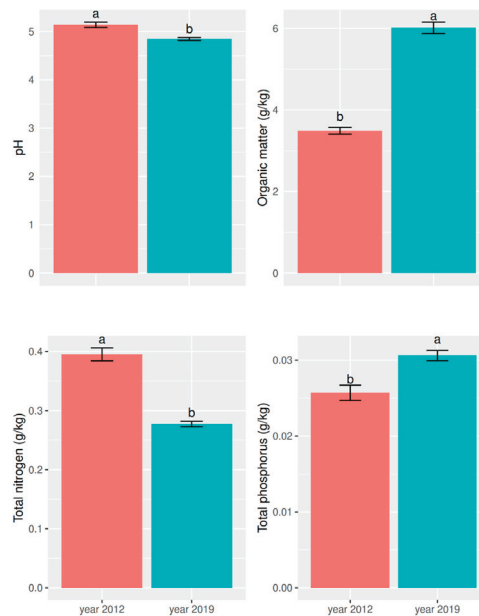 a
b
5
4
3
2
1
0
pH
a
b
6
4
2
0
Organic matter (g/kg)
a
b
0.4
0.3
0.2
0.1
0.0
Total nitrogen (g/kg)
year 2012 year 2019
a
b
0.03
0.02
0.01
0.00
Total phosphorus (g/kg)
year 2012 year 2019